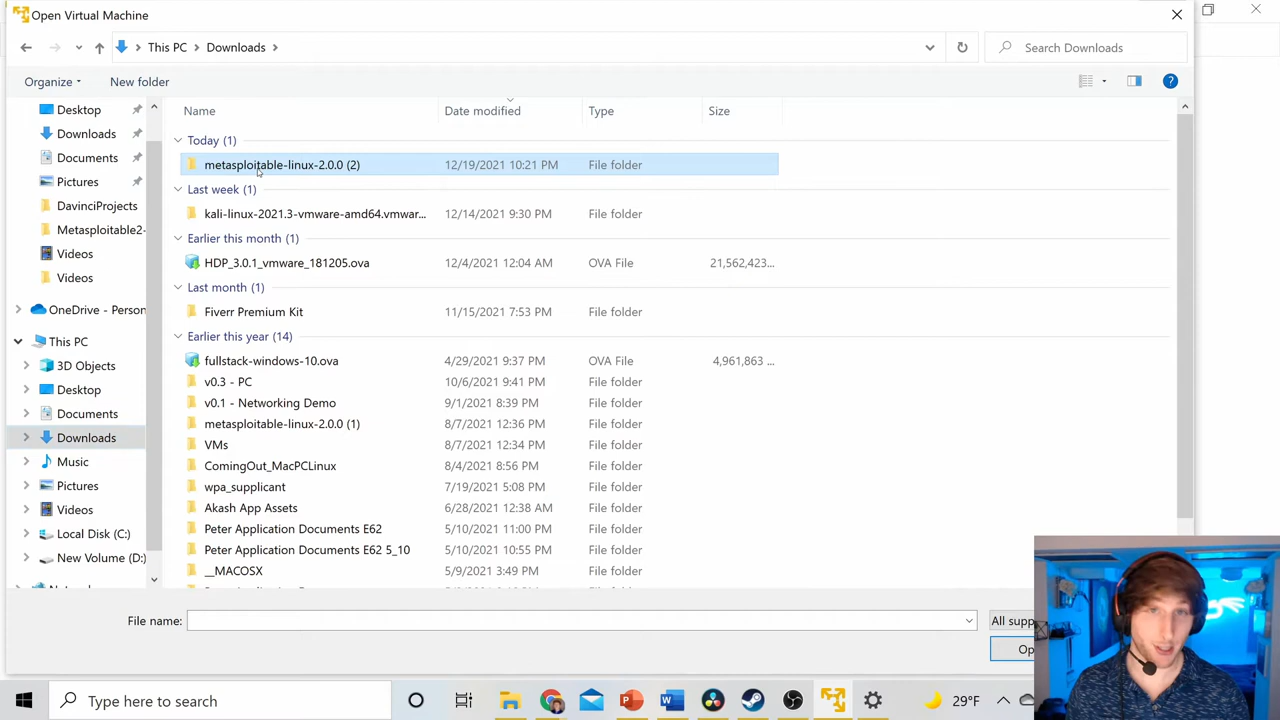 Open Virtual Machine
This PC
Downloads
Search Downloads
Organize
New folder
Name
Date modified
Type
Size
Desktop
Downloads
Documents
Pictures
DavinciProjects
Metasploitable2-
Videos
Videos
OneDrive - Person
This PC
3D Objects
Desktop
Documents
Downloads
Music
Pictures
Videos
Local Disk (C:)
New Volume (D:)
Today (1)
metasploitable-linux-2.0.0 (2) 12/19/2021 10:21 PM File folder
Last week (1)
kali-linux-2021.3-vmware-amd64.vmwar... 12/14/2021 9:30 PM File folder
Earlier this month (1)
HDP_3.0.1_vmware_181205.ova 12/4/2021 12:04 AM OVA File 21,562,423...
Last month (1)
Fiverr Premium Kit 11/15/2021 7:53 PM File folder
Earlier this year (14)
fullstack-windows-10.ova 4/29/2021 9:37 PM OVA File 4,961,863 ...
v0.3 - PC 10/6/2021 9:41 PM File folder
v0.1 - Networking Demo 9/1/2021 8:39 PM File folder
metasploitable-linux-2.0.0 (1) 8/7/2021 12:36 PM File folder
VMs 8/7/2021 12:34 PM File folder
ComingOut_MacPCLinux 8/4/2021 8:56 PM File folder
wpa_supplicant 7/19/2021 5:08 PM File folder
Akash App Assets 6/28/2021 12:38 AM File folder
Peter Application Documents E62 5/10/2021 11:00 PM File folder
Peter Application Documents E62 5_10 5/10/2021 10:55 PM File folder
__MACOSX 5/9/2021 3:49 PM File folder
File name:
All supp
Op
Type here to search
29°F